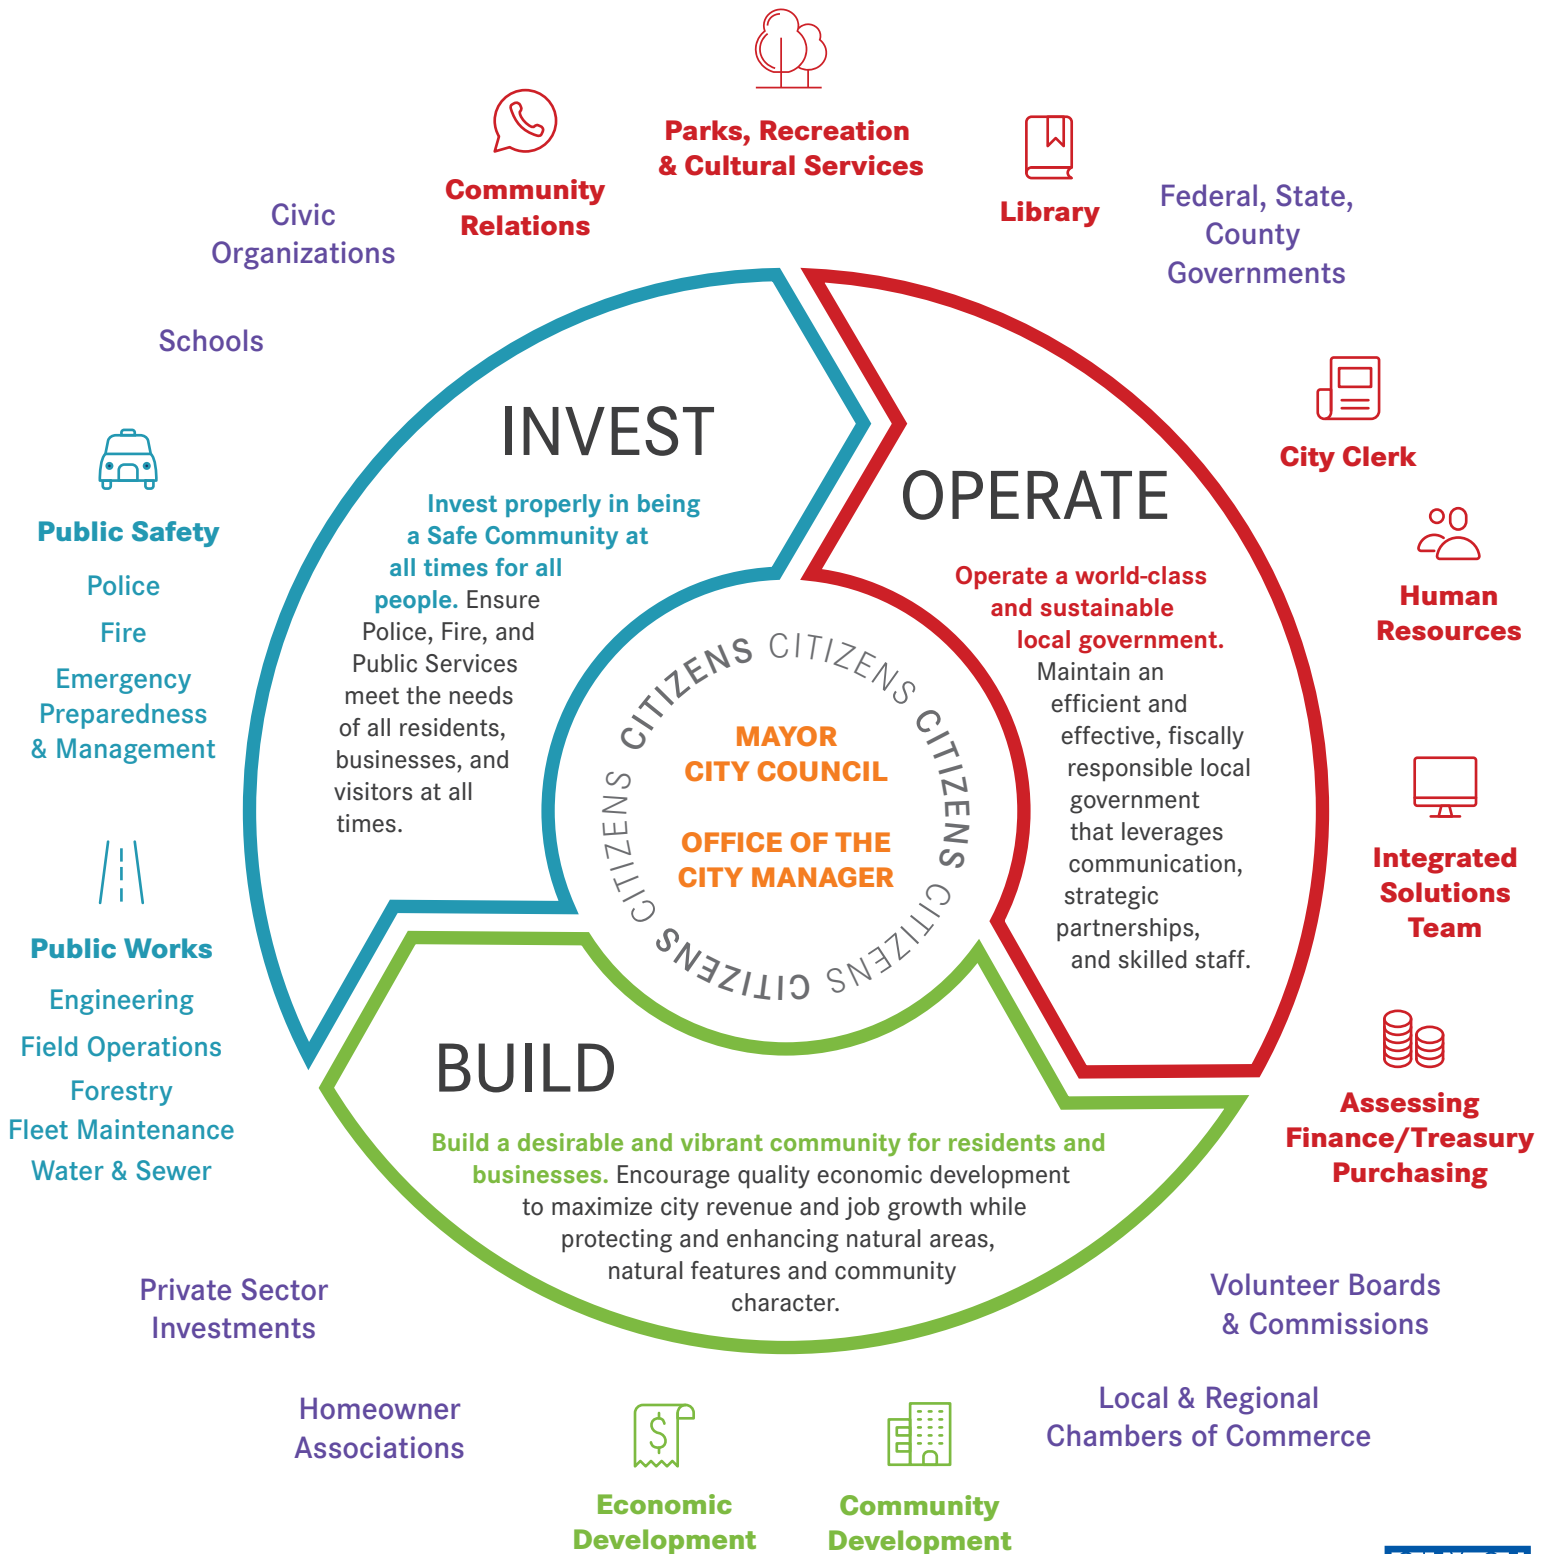 Parks, Recreation
& Cultural Services
Community
Relations
Library
Federal, State,
County
Governments
Civic
Organizations
Schools
City Clerk
Human
Resources
Integrated
Solutions
Team
Assessing
Finance/Treasury
Purchasing
Public Safety
Police
Fire
Emergency
Preparedness
& Management
Public Works
Engineering
Field Operations
Forestry
Fleet Maintenance
Water & Sewer
INVEST
Invest properly in being
a Safe Community at
all times for all
people. Ensure
Police, Fire, and
Public Services
meet the needs
of all residents,
businesses, and
visitors at all
times.
OPERATE
Operate a world-class
and sustainable
local government.
Maintain an
efficient and
effective, fiscally
responsible local
government
that leverages
communication,
strategic
partnerships,
and skilled staff.
CITIZENS CITIZENS CITIZENS CITIZENS CITIZENS CITIZENS
MAYOR
CITY COUNCIL
OFFICE OF THE
CITY MANAGER
BUILD
Build a desirable and vibrant community for residents and
businesses. Encourage quality economic development
to maximize city revenue and job growth while
protecting and enhancing natural areas,
natural features and community
character.
Private Sector
Investments
Homeowner
Associations
Economic
Development
Community
Development
Local & Regional
Chambers of Commerce
Volunteer Boards
& Commissions